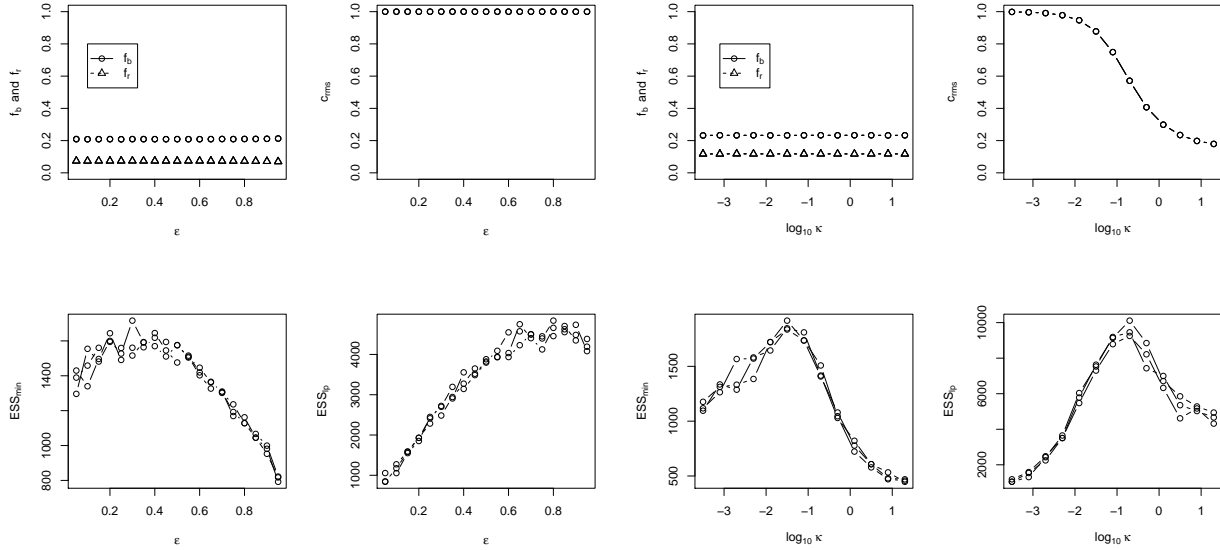 f_b and f_r
0.0 0.2 0.4 0.6 0.8 1.0
f_b
f_r
0.2 0.4 0.6 0.8
ε
c_rms
0.0 0.2 0.4 0.6 0.8 1.0
0.2 0.4 0.6 0.8
ε
f_b and f_r
0.0 0.2 0.4 0.6 0.8 1.0
f_b
f_r
−3 −2 −1 0 1
log₁₀ κ
c_rms
0.0 0.2 0.4 0.6 0.8 1.0
−3 −2 −1 0 1
log₁₀ κ
ESS_min
800 1000 1400
0.2 0.4 0.6 0.8
ε
ESS_lp
1000 2000 3000 4000
0.2 0.4 0.6 0.8
ε
ESS_min
500 1000 1500
−3 −2 −1 0 1
log₁₀ κ
ESS_lp
2000 6000 10000
−3 −2 −1 0 1
log₁₀ κ